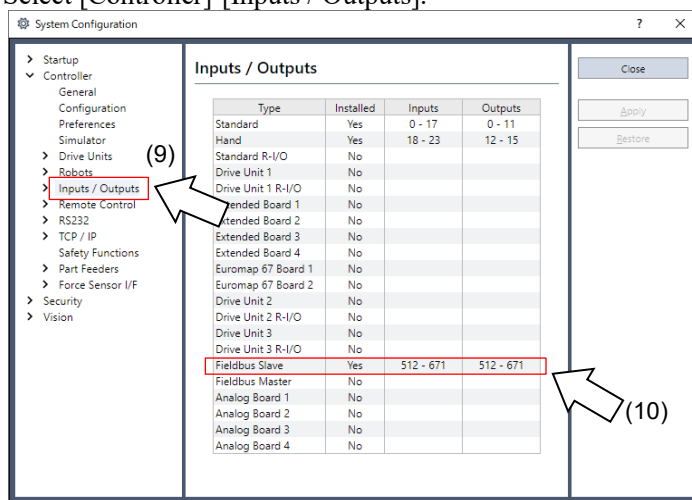 Select [Controller]-[Inputs / Outputs].
System Configuration ? ×
Startup
Controller
General
Configuration
Preferences
Simulator
Drive Units
Robots
Inputs / Outputs
Remote Control
RS232
TCP / IP
Safety Functions
Part Feeders
Force Sensor I/F
Security
Vision
(9)
Inputs / Outputs
Type Installed Inputs Outputs
Standard Yes 0 - 17 0 - 11
Hand Yes 18 - 23 12 - 15
Standard R-I/O No
Drive Unit 1 No
Drive Unit 1 R-I/O No
Extended Board 1 No
Extended Board 2 No
Extended Board 3 No
Extended Board 4 No
Euromap 67 Board 1 No
Euromap 67 Board 2 No
Drive Unit 2 No
Drive Unit 2 R-I/O No
Drive Unit 3 No
Drive Unit 3 R-I/O No
Fieldbus Slave Yes 512 - 671 512 - 671
Fieldbus Master No
Analog Board 1 No
Analog Board 2 No
Analog Board 3 No
Analog Board 4 No
(10)
Close
Apply
Restore